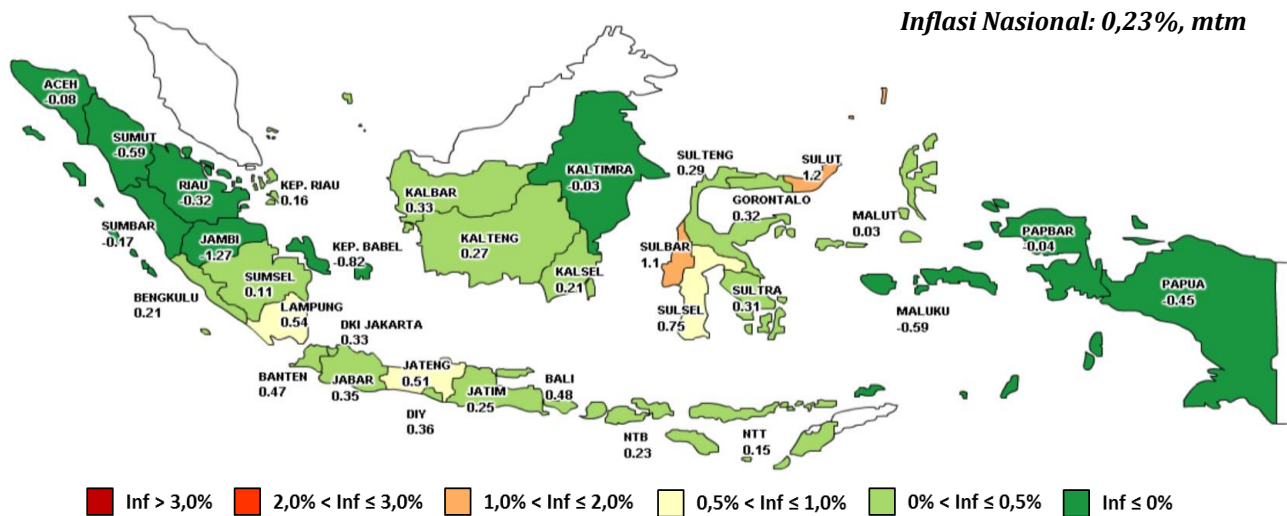 Inflasi Nasional: 0,23%, mtm
ACEH
-0.08
SUMUT
-0.59
RIAU
-0.32
KEP. RIAU
0.16
SUMBAR
-0.17
JAMBI
-1.27
KEP. BABEL
-0.82
SUMSEL
0.11
BENGKULU
0.21
LAMPUNG
0.54
DKI JAKARTA
0.33
BANTEN
0.47
JABAR
0.35
JATENG
0.51
DIY
0.36
JATIM
0.25
BALI
0.48
NTB
0.23
NTT
0.15
KALBAR
0.33
KALTENG
0.27
KALSEL
0.21
KALTIMRA
-0.03
SULTENG
0.29
SULUT
1.2
GORONTALO
0.32
SULBAR
1.1
SULSEL
0.75
SULTRA
0.31
MALUT
0.03
MALUKU
-0.59
PAPBAR
-0.04
PAPUA
-0.45
Inf > 3,0%
2,0% < Inf ≤ 3,0%
1,0% < Inf ≤ 2,0%
0,5% < Inf ≤ 1,0%
0% < Inf ≤ 0,5%
Inf ≤ 0%